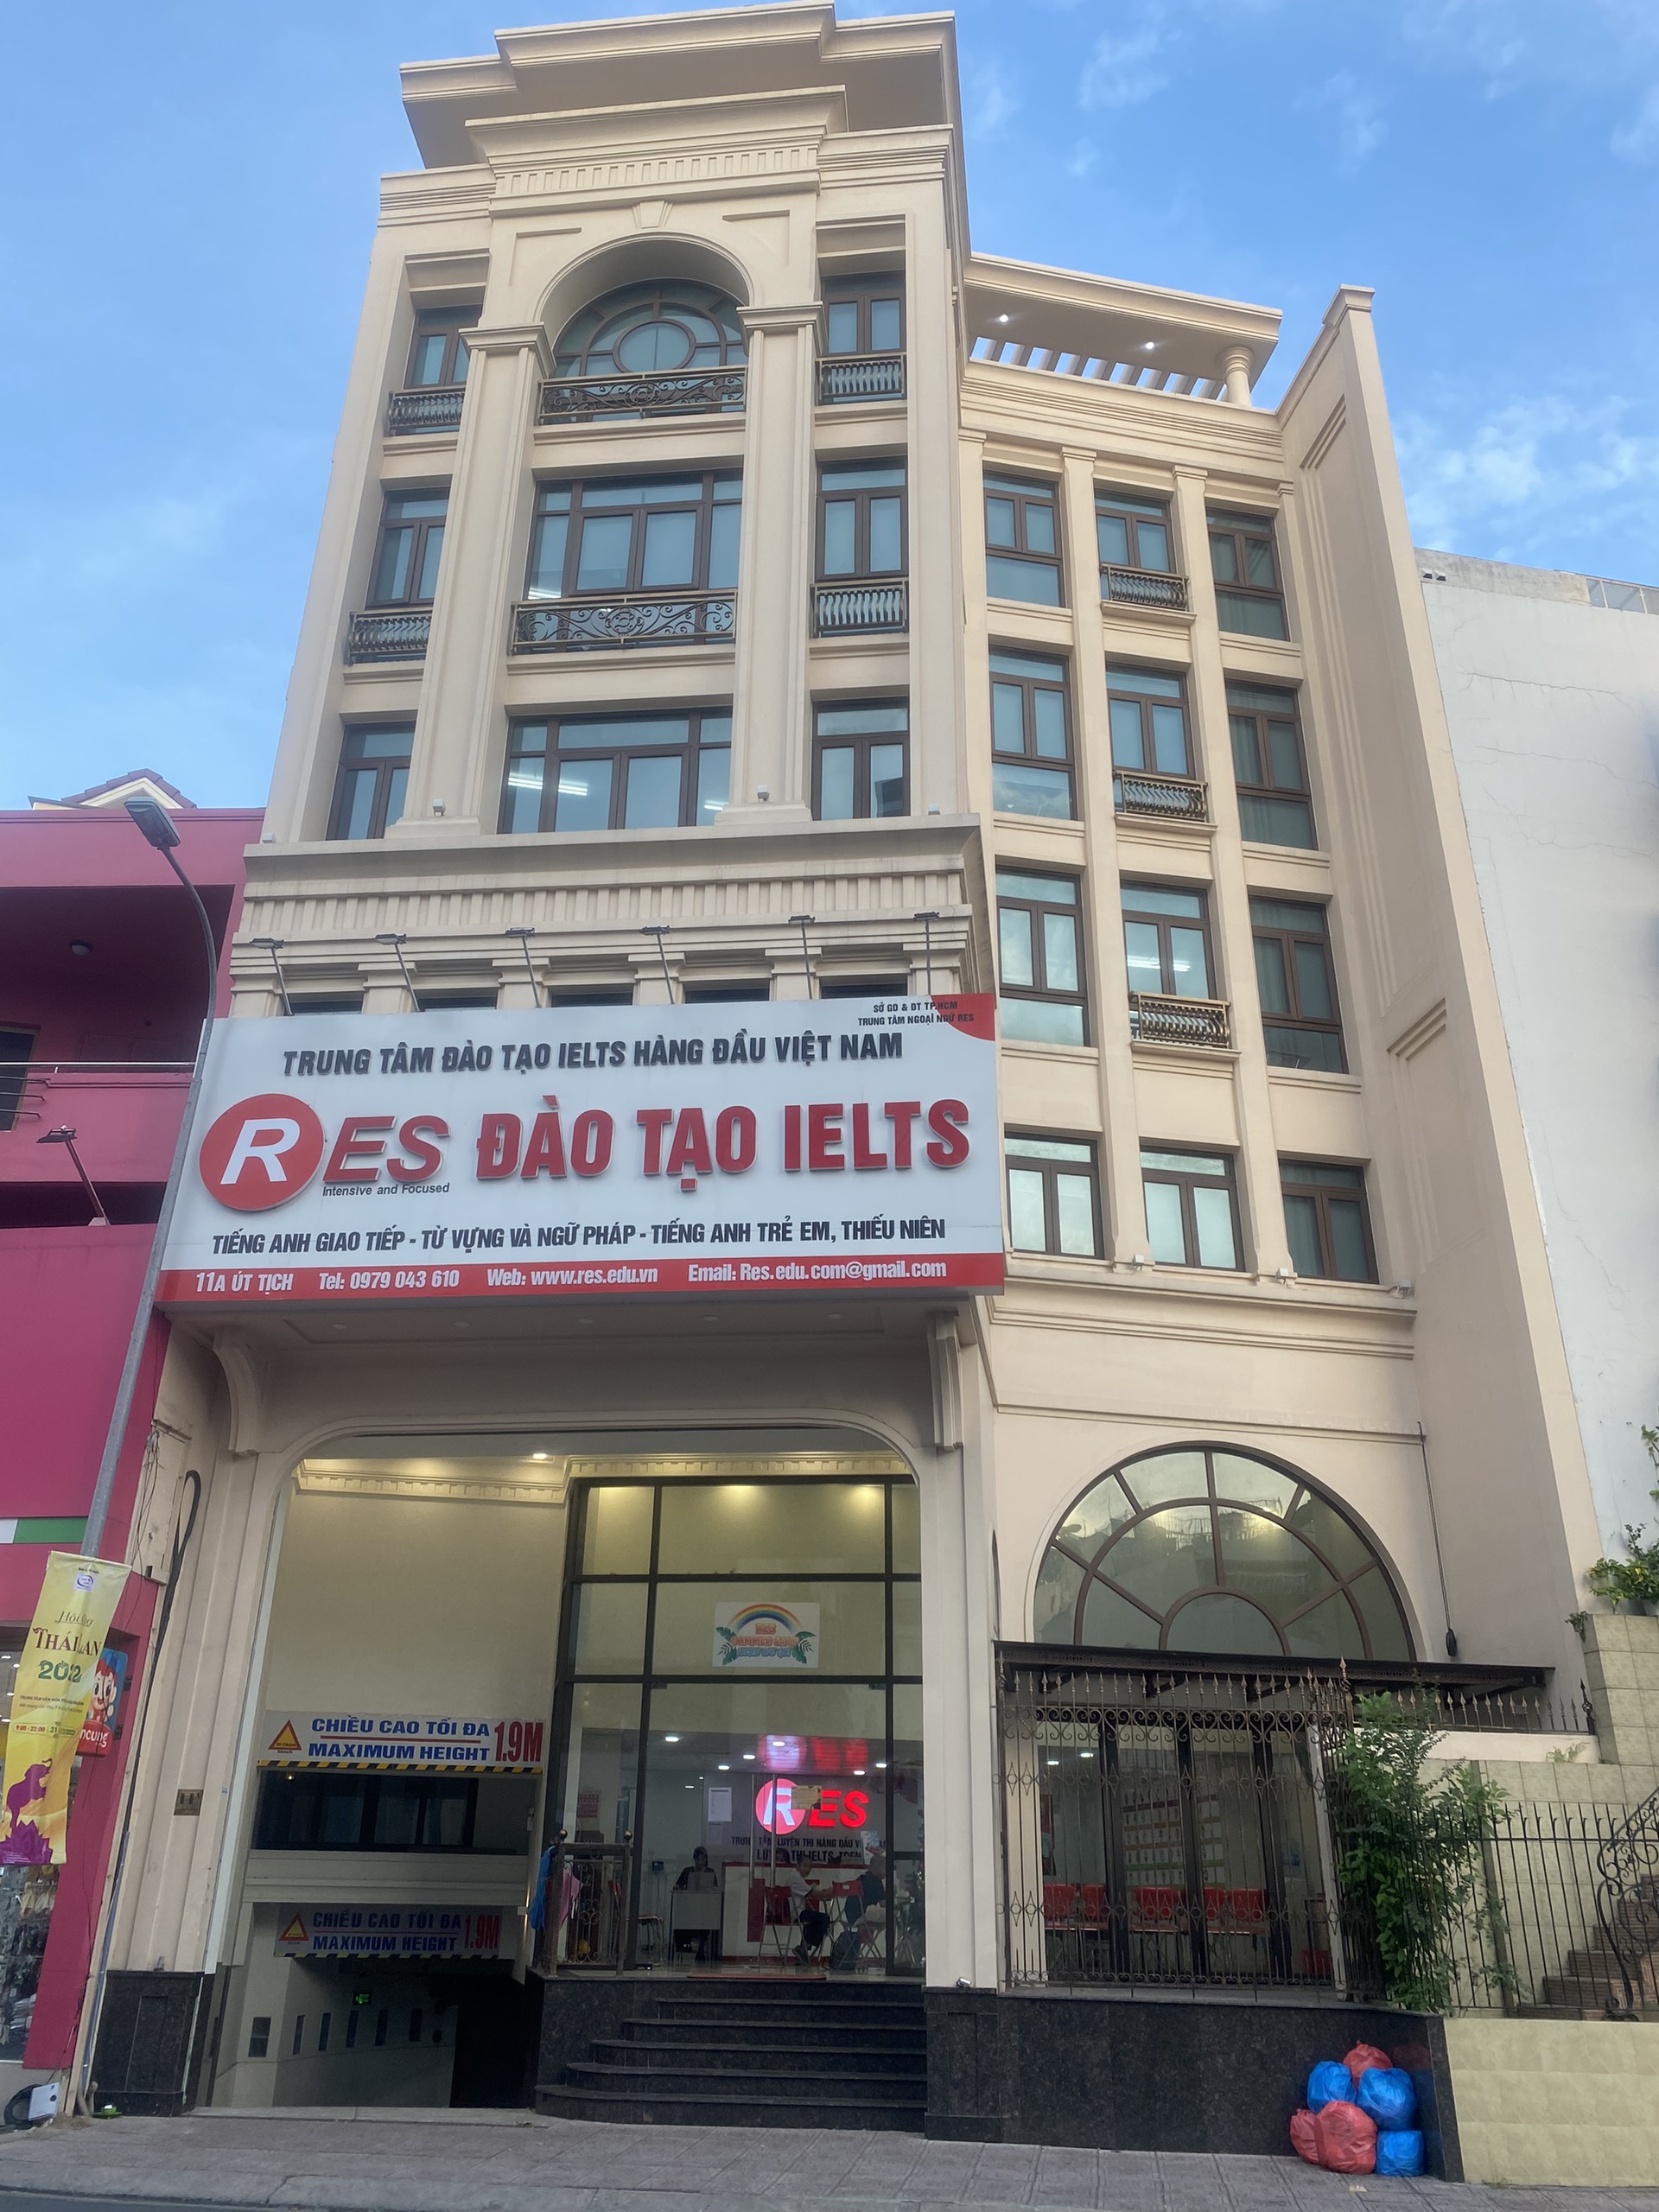 SỞ GD & ĐT TP.HCM
TRUNG TÂM NGOẠI NGỮ RES
TRUNG TÂM ĐÀO TẠO IELTS HÀNG ĐẦU VIỆT NAM
RES ĐÀO TẠO IELTS
Intensive and Focused
TIẾNG ANH GIAO TIẾP - TỪ VỰNG VÀ NGỮ PHÁP - TIẾNG ANH TRẺ EM, THIẾU NIÊN
11A ÚT TỊCH Tel: 0979 043 610 Web: www.res.edu.vn Email: Res.edu.com@gmail.com
THÁI LAN
2022
RES
CHIỀU CAO TỐI ĐA 1.9M
MAXIMUM HEIGHT
RES
CHIỀU CAO TỐI ĐA 1.9M
MAXIMUM HEIGHT